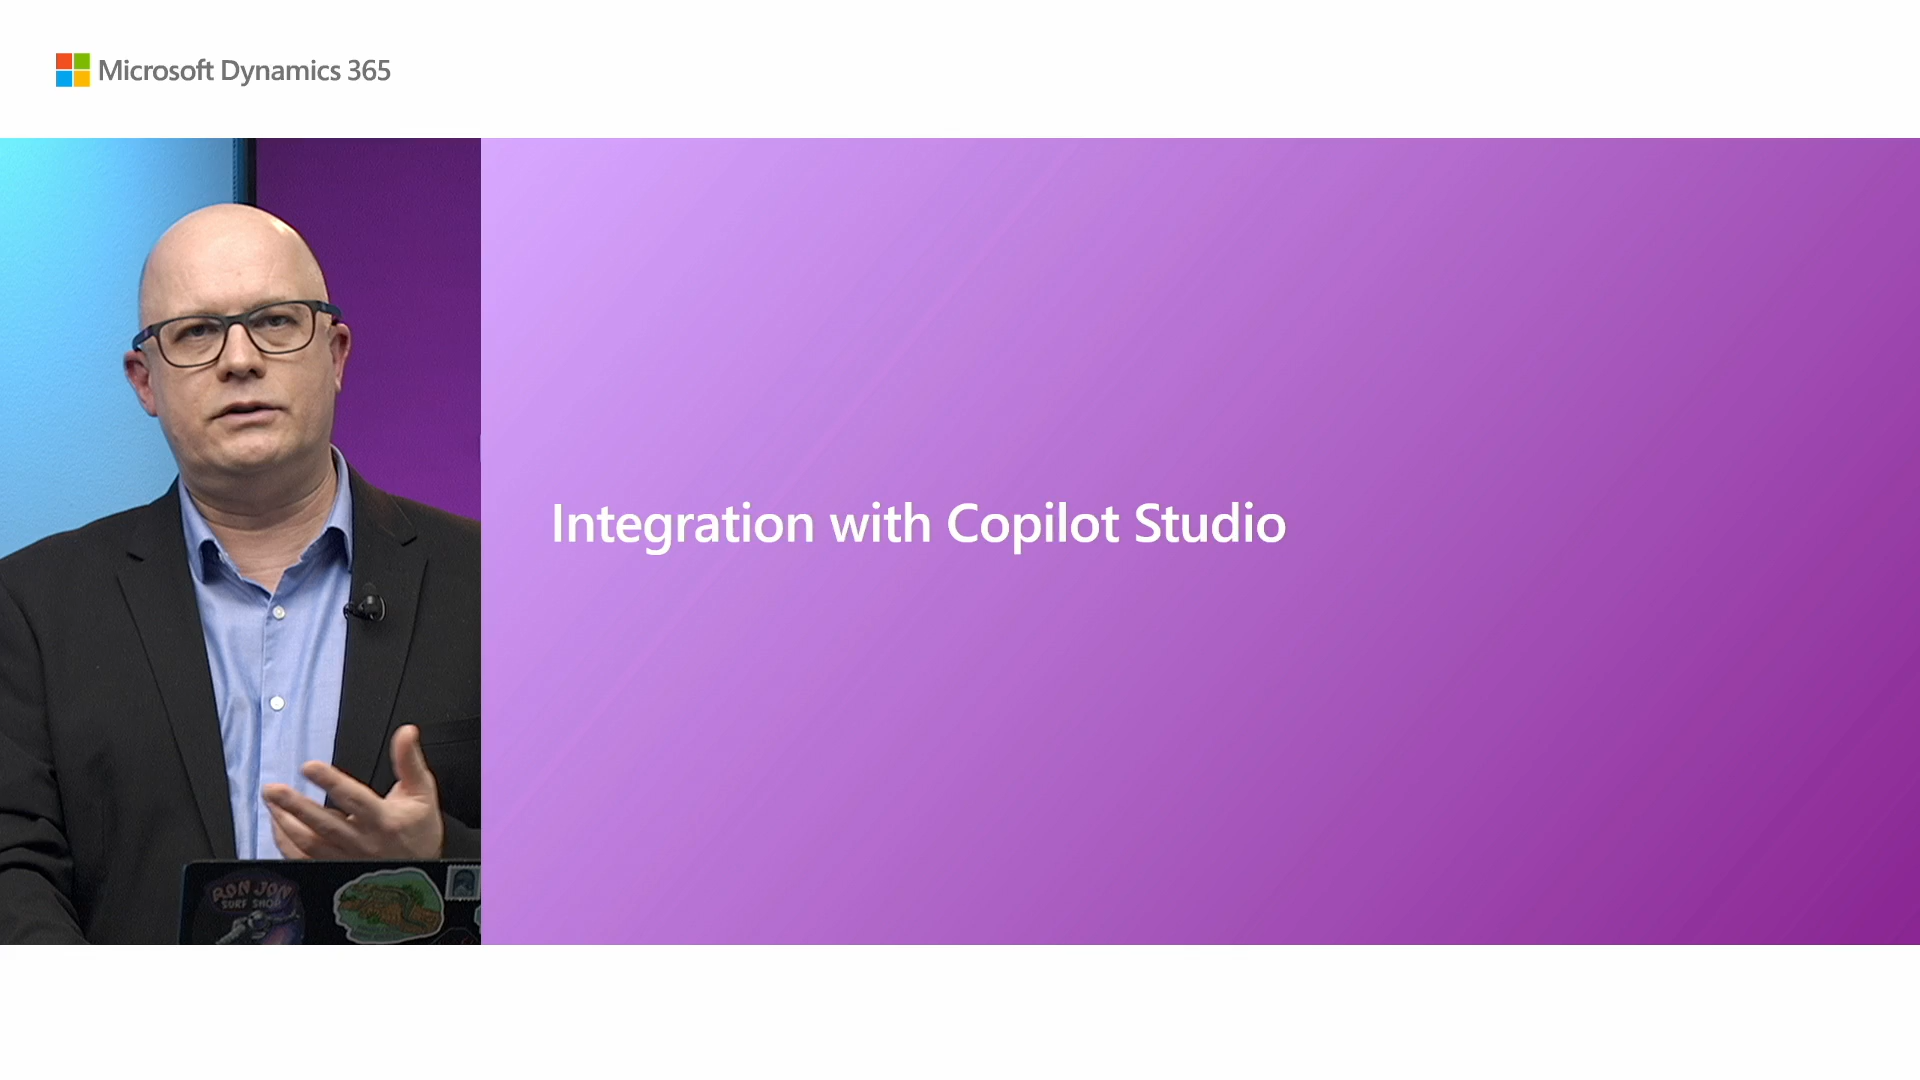 Microsoft Dynamics 365
Integration with Copilot Studio
RON JON
SURF SHOP